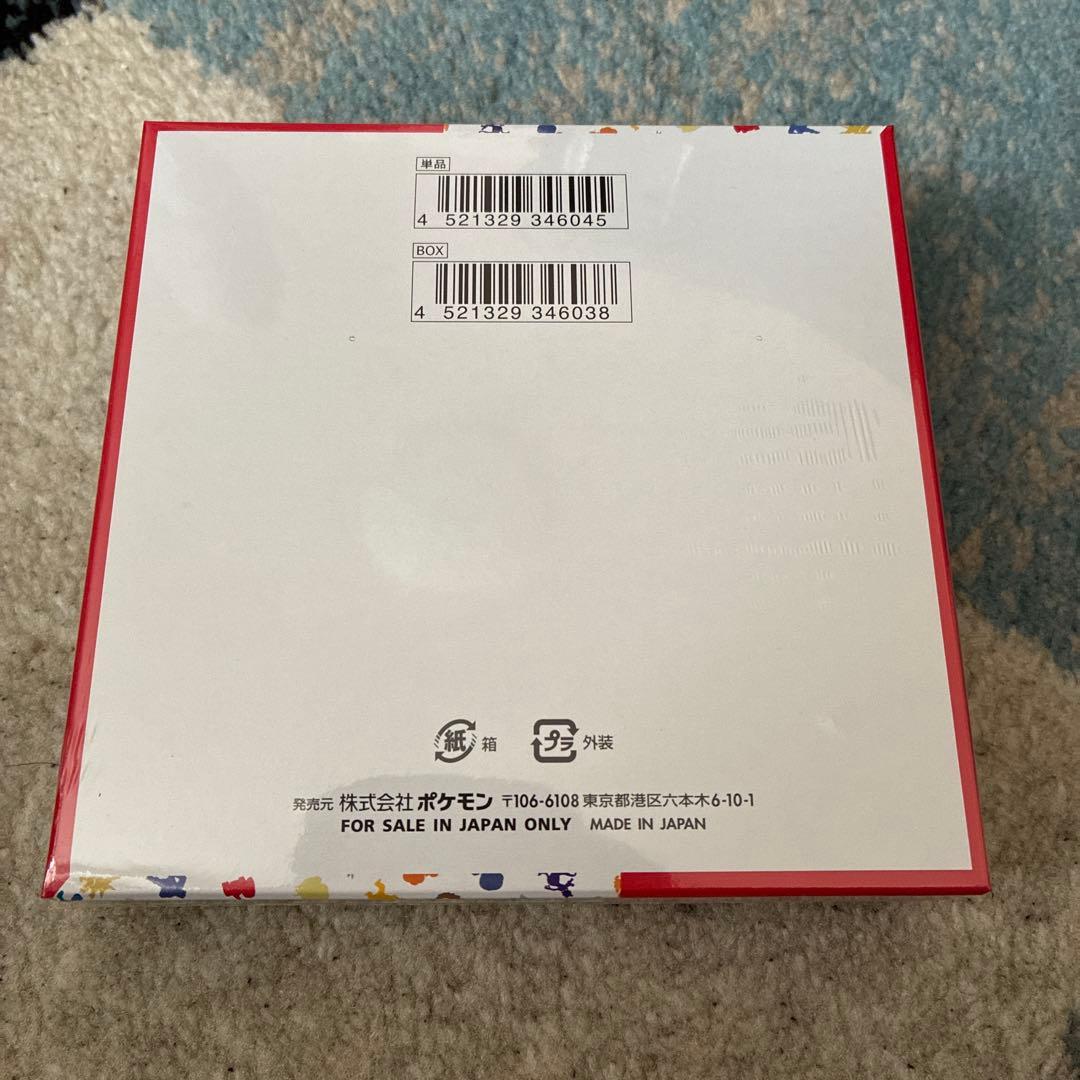 単品
4 521329 346045
BOX
4 521329 346038
紙 箱 プラ 外装
発売元 株式会社ポケモン 〒106-6108 東京都港区六本木6-10-1
FOR SALE IN JAPAN ONLY MADE IN JAPAN